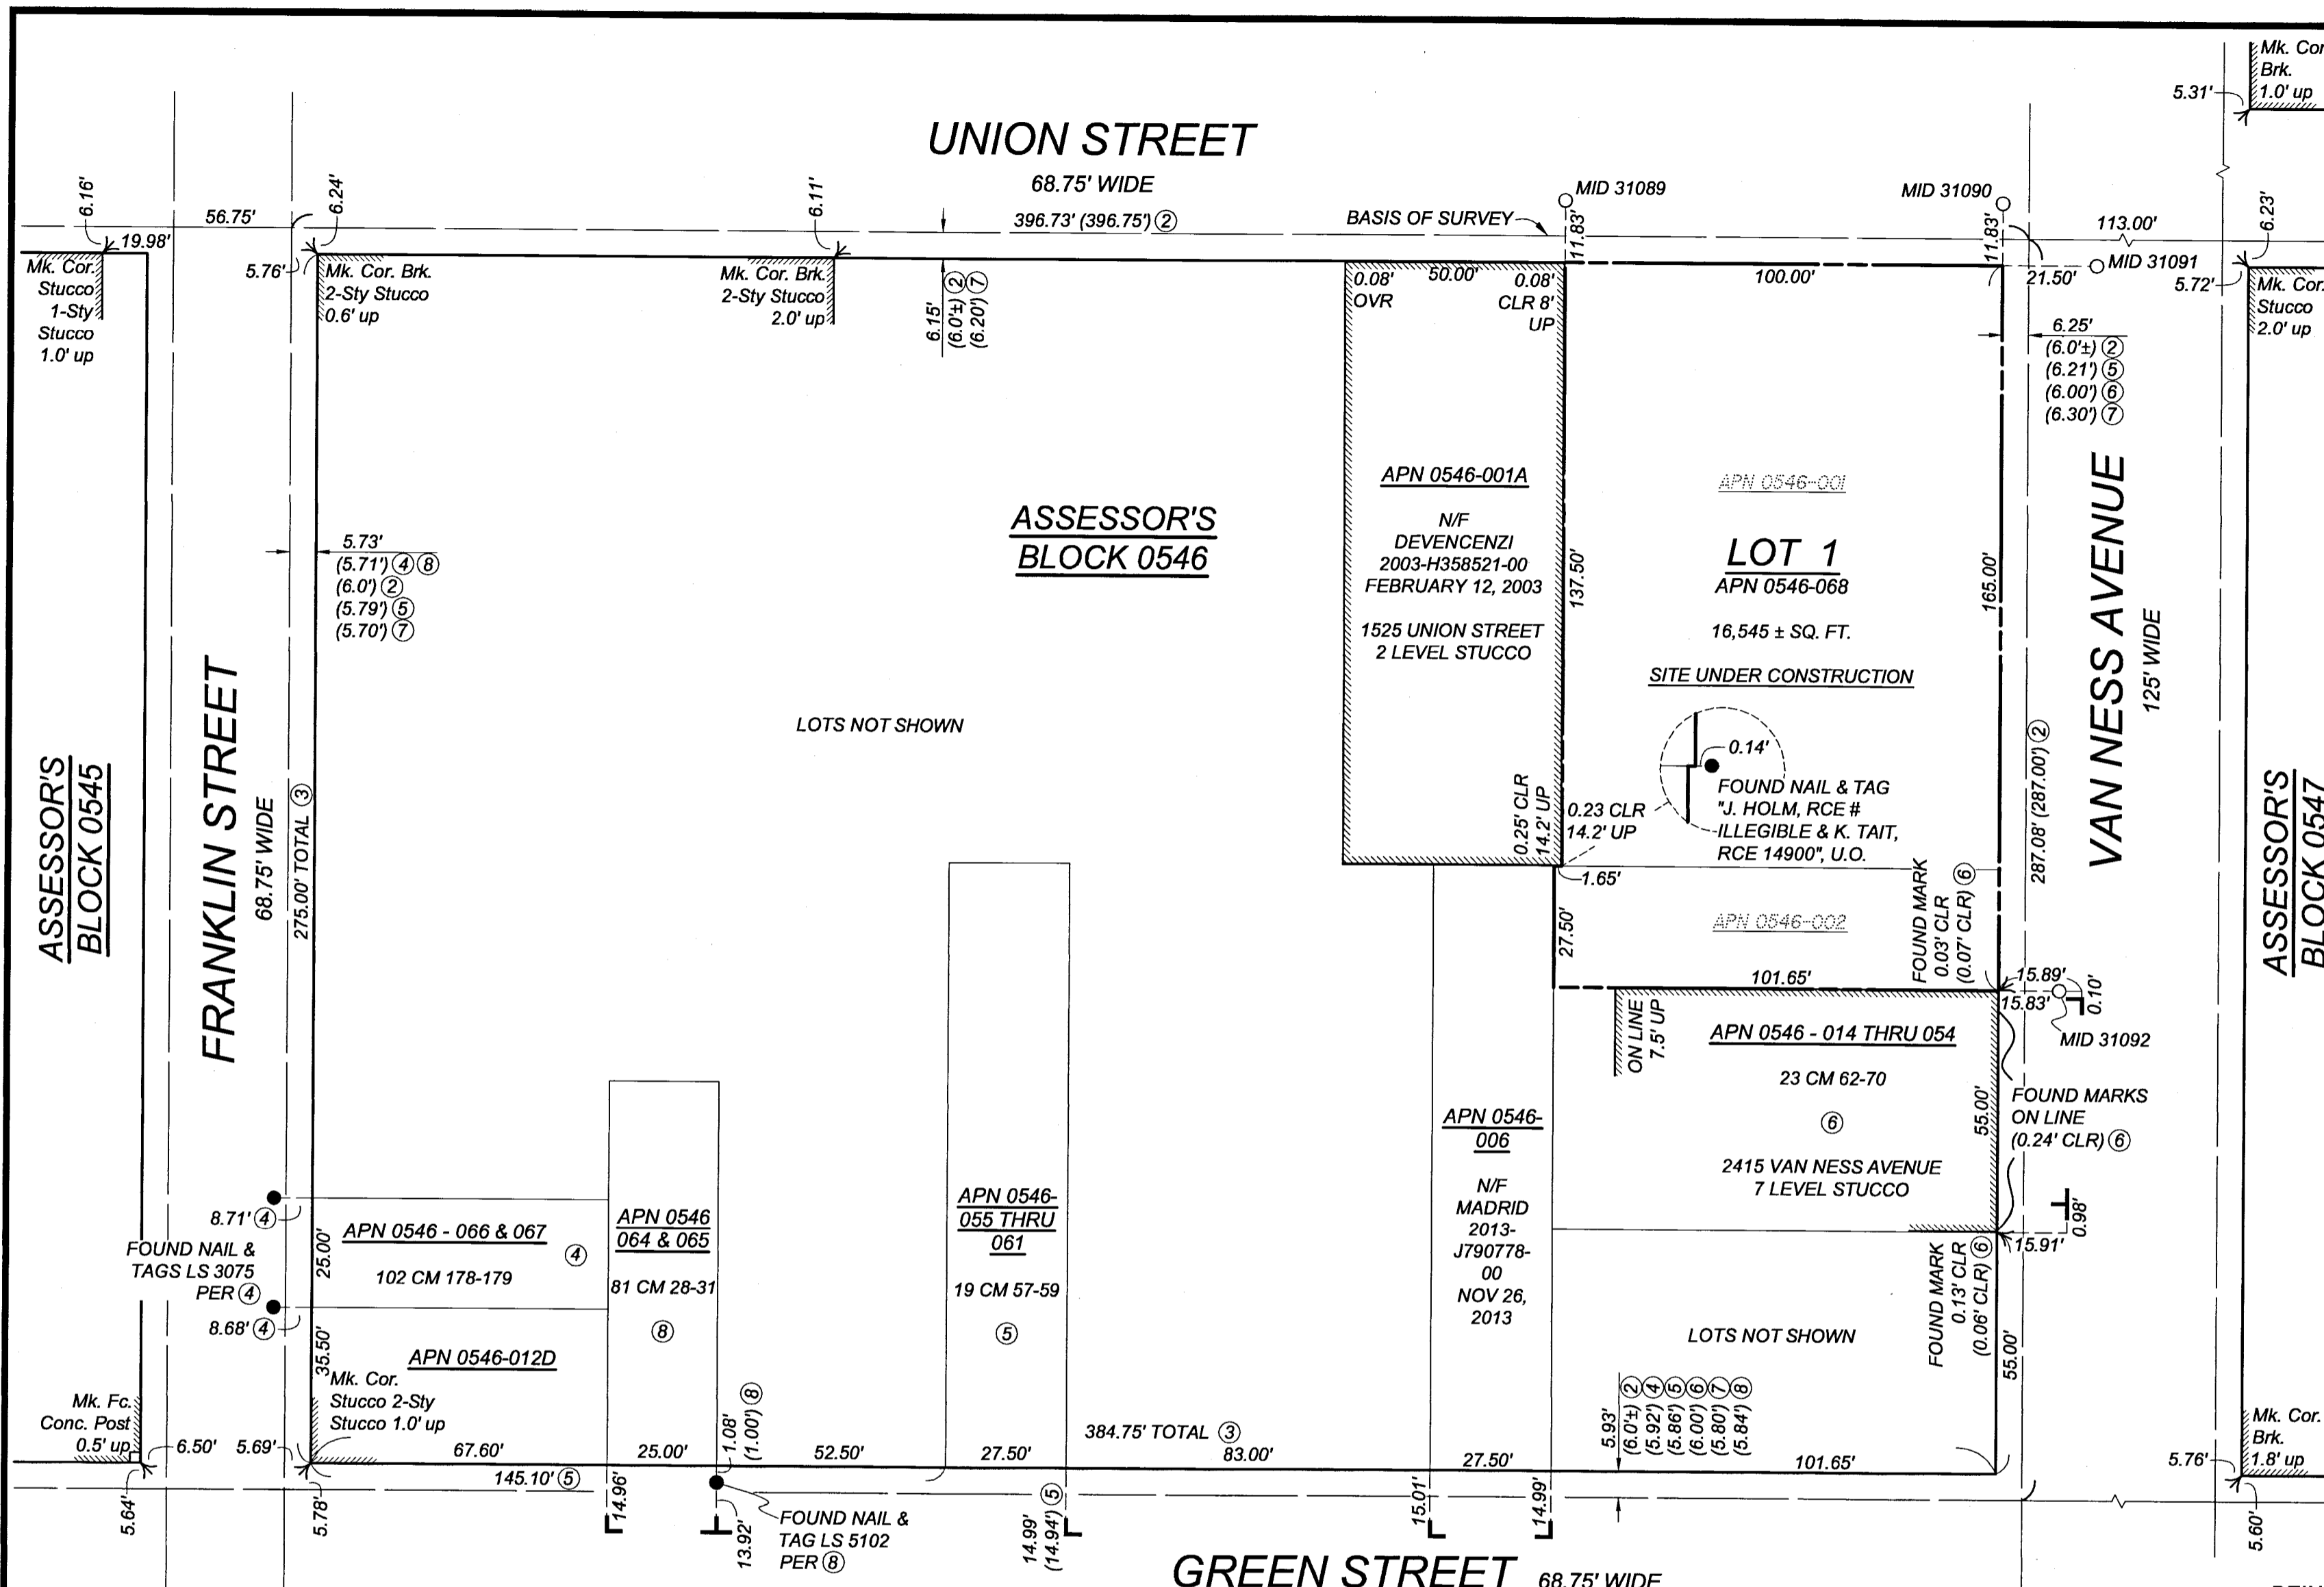 UNION STREET
68.75' WIDE
396.73' (396.75') ②
BASIS OF SURVEY
MID 31089
MID 31090
11.83'
11.83'
113.00'
MID 31091
21.50'
5.31'
Mk. Cor.
Brk.
1.0' up
6.23'
5.72'
Mk. Cor.
Stucco
2.0' up
6.16'
56.75'
19.98'
6.24'
5.76'
6.11'
Mk. Cor.
Stucco
1-Sty
Stucco
1.0' up
Mk. Cor. Brk.
2-Sty Stucco
0.6' up
Mk. Cor. Brk.
2-Sty Stucco
2.0' up
6.15'
(6.0'±) ②
(6.20') ⑦
0.08'
OVR
50.00'
0.08'
CLR 8'
UP
100.00'
6.25'
(6.0'±) ②
(6.21') ⑤
(6.00') ⑥
(6.30') ⑦
5.73'
(5.71') ④ ⑧
(6.0') ②
(5.79') ⑤
(5.70') ⑦
ASSESSOR'S
BLOCK 0546
LOTS NOT SHOWN
APN 0546-001A
N/F
DEVENCENZI
2003-H358521-00
FEBRUARY 12, 2003
1525 UNION STREET
2 LEVEL STUCCO
137.50'
APN 0546-001
LOT 1
APN 0546-068
16,545 ± SQ. FT.
SITE UNDER CONSTRUCTION
165.00'
0.14'
FOUND NAIL & TAG
"J. HOLM, RCE #
ILLEGIBLE & K. TAIT,
RCE 14900", U.O.
0.25' CLR
14.2' UP
0.23 CLR
14.2' UP
1.65'
27.50'
APN 0546-002
101.65'
FOUND MARK
0.03' CLR
(0.07' CLR) ⑥
287.08' (287.00') ②
VAN NESS AVENUE
125' WIDE
ASSESSOR'S
BLOCK 0547
15.89'
15.83'
0.10'
MID 31092
ASSESSOR'S
BLOCK 0545
FRANKLIN STREET
68.75' WIDE
275.00' TOTAL ③
ON LINE
7.5' UP
APN 0546 - 014 THRU 054
23 CM 62-70
⑥
2415 VAN NESS AVENUE
7 LEVEL STUCCO
55.00'
FOUND MARKS
ON LINE
(0.24' CLR) ⑥
0.98'
15.91'
FOUND MARK
0.13' CLR
(0.06' CLR) ⑥
55.00'
LOTS NOT SHOWN
APN 0546-
006
N/F
MADRID
2013-
J790778-
00
NOV 26,
2013
APN 0546-
055 THRU
061
19 CM 57-59
⑤
APN 0546
064 & 065
81 CM 28-31
⑧
APN 0546 - 066 & 067
④
102 CM 178-179
8.71' ④
25.00'
FOUND NAIL &
TAGS LS 3075
PER ④
8.68' ④
35.50'
APN 0546-012D
Mk. Cor.
Stucco 2-Sty
Stucco 1.0' up
Mk. Fc.
Conc. Post
0.5' up
6.50'
5.69'
5.64'
5.78'
67.60'
25.00'
52.50'
27.50'
384.75' TOTAL ③
83.00'
27.50'
101.65'
145.10' ⑤
1.08'
(1.00') ⑧
14.96'
13.92'
FOUND NAIL &
TAG LS 5102
PER ⑧
14.99'
(14.94') ⑤
15.01'
14.99'
5.93'
(6.0'±) ②
(5.92') ④
(5.86') ⑤
(6.00') ⑥
(5.80') ⑦
(5.84') ⑧
Mk. Cor.
Brk.
1.8' up
5.76'
5.60'
GREEN STREET
68.75' WIDE